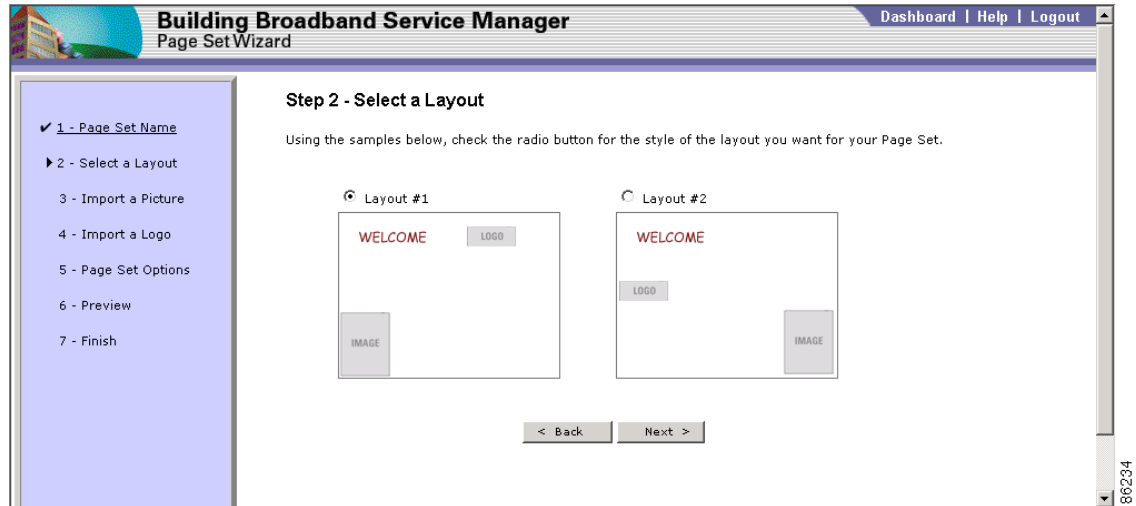 Building Broadband Service Manager
Page Set Wizard
Dashboard | Help | Logout
✔ 1 - Page Set Name
2 - Select a Layout
3 - Import a Picture
4 - Import a Logo
5 - Page Set Options
6 - Preview
7 - Finish
Step 2 - Select a Layout
Using the samples below, check the radio button for the style of the layout you want for your Page Set.
Layout #1
WELCOME LOGO
IMAGE
Layout #2
WELCOME
LOGO
IMAGE
< Back Next >
86234